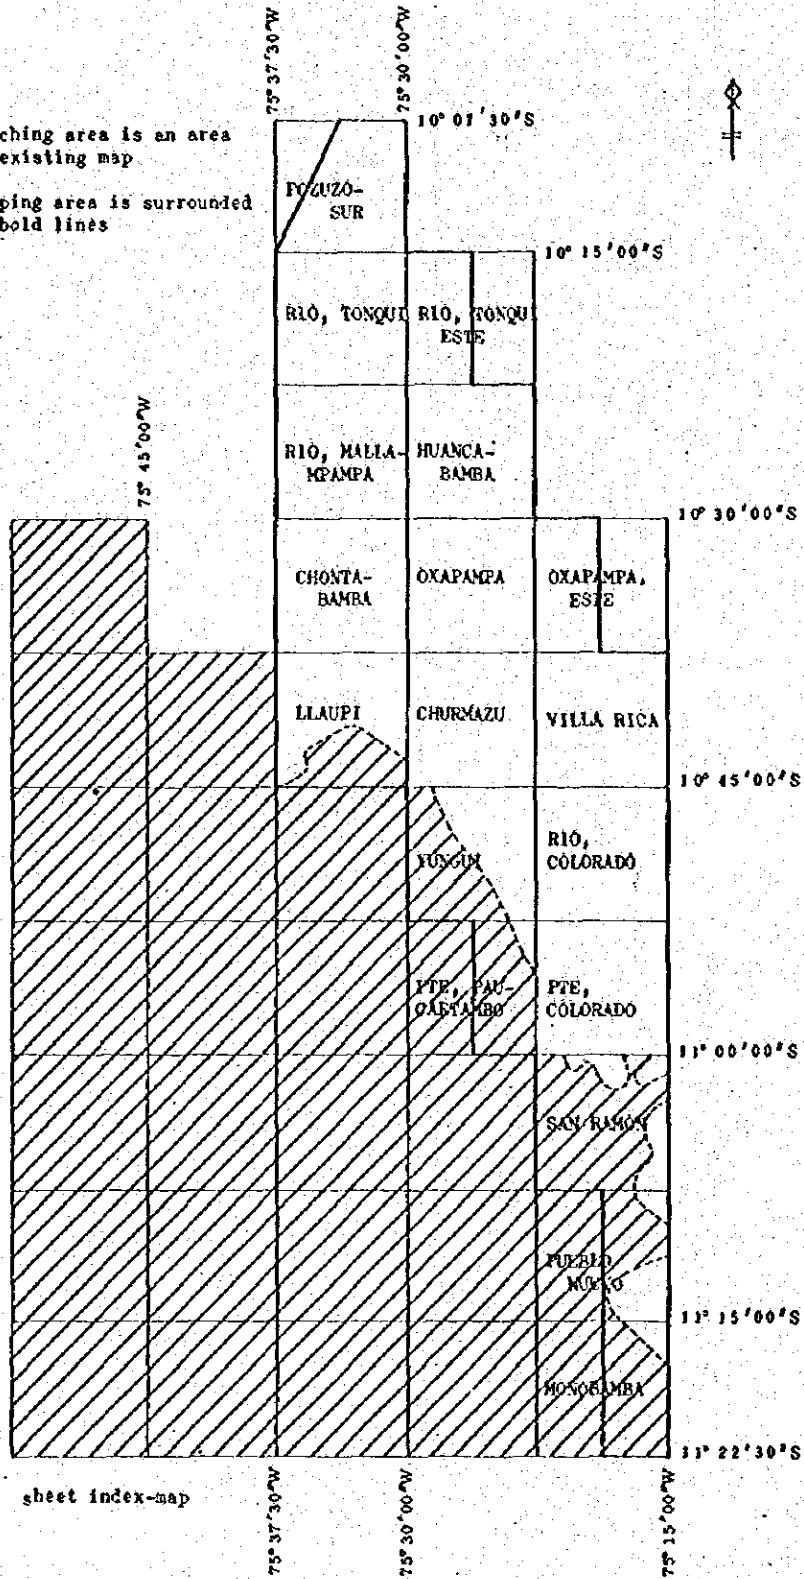 75° 37'30"W
75° 30'00"W
10° 01'30"S
ching area is an area
existing map
ping area is surrounded
bold lines
POZUZO-
SUR
10° 15'00"S
RIO, TONQUI
RIO, TONQUI
ESTE
75° 45'00"W
RIO, MALLA-
MPAMPA
HUANCA-
BAMBA
10° 30'00"S
CHONTA-
BAMBA
OXAPAMPA
OXAPAMPA,
ESTE
LLAUPI
CHURMAZU
VILLA RICA
10° 45'00"S
YUNGUL
RIO,
COLORADO
PTE, PAU-
CARTAMBO
PTE,
COLORADO
11° 00'00"S
SAN RAMON
PUEBLO
NUEVO
11° 15'00"S
MONOBAMBA
11° 22'30"S
sheet index-map
75° 37'30"W
75° 30'00"W
75° 15'00"W